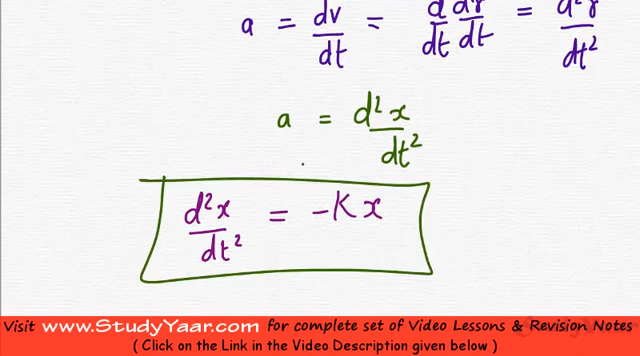 a = dv/dt = d/dt dr/dt = d²r/dt²
a = d²x/dt²
d²x/dt² = -Kx
Visit www.StudyYaar.com for complete set of Video Lessons & Revision Notes
( Click on the Link in the Video Description given below )